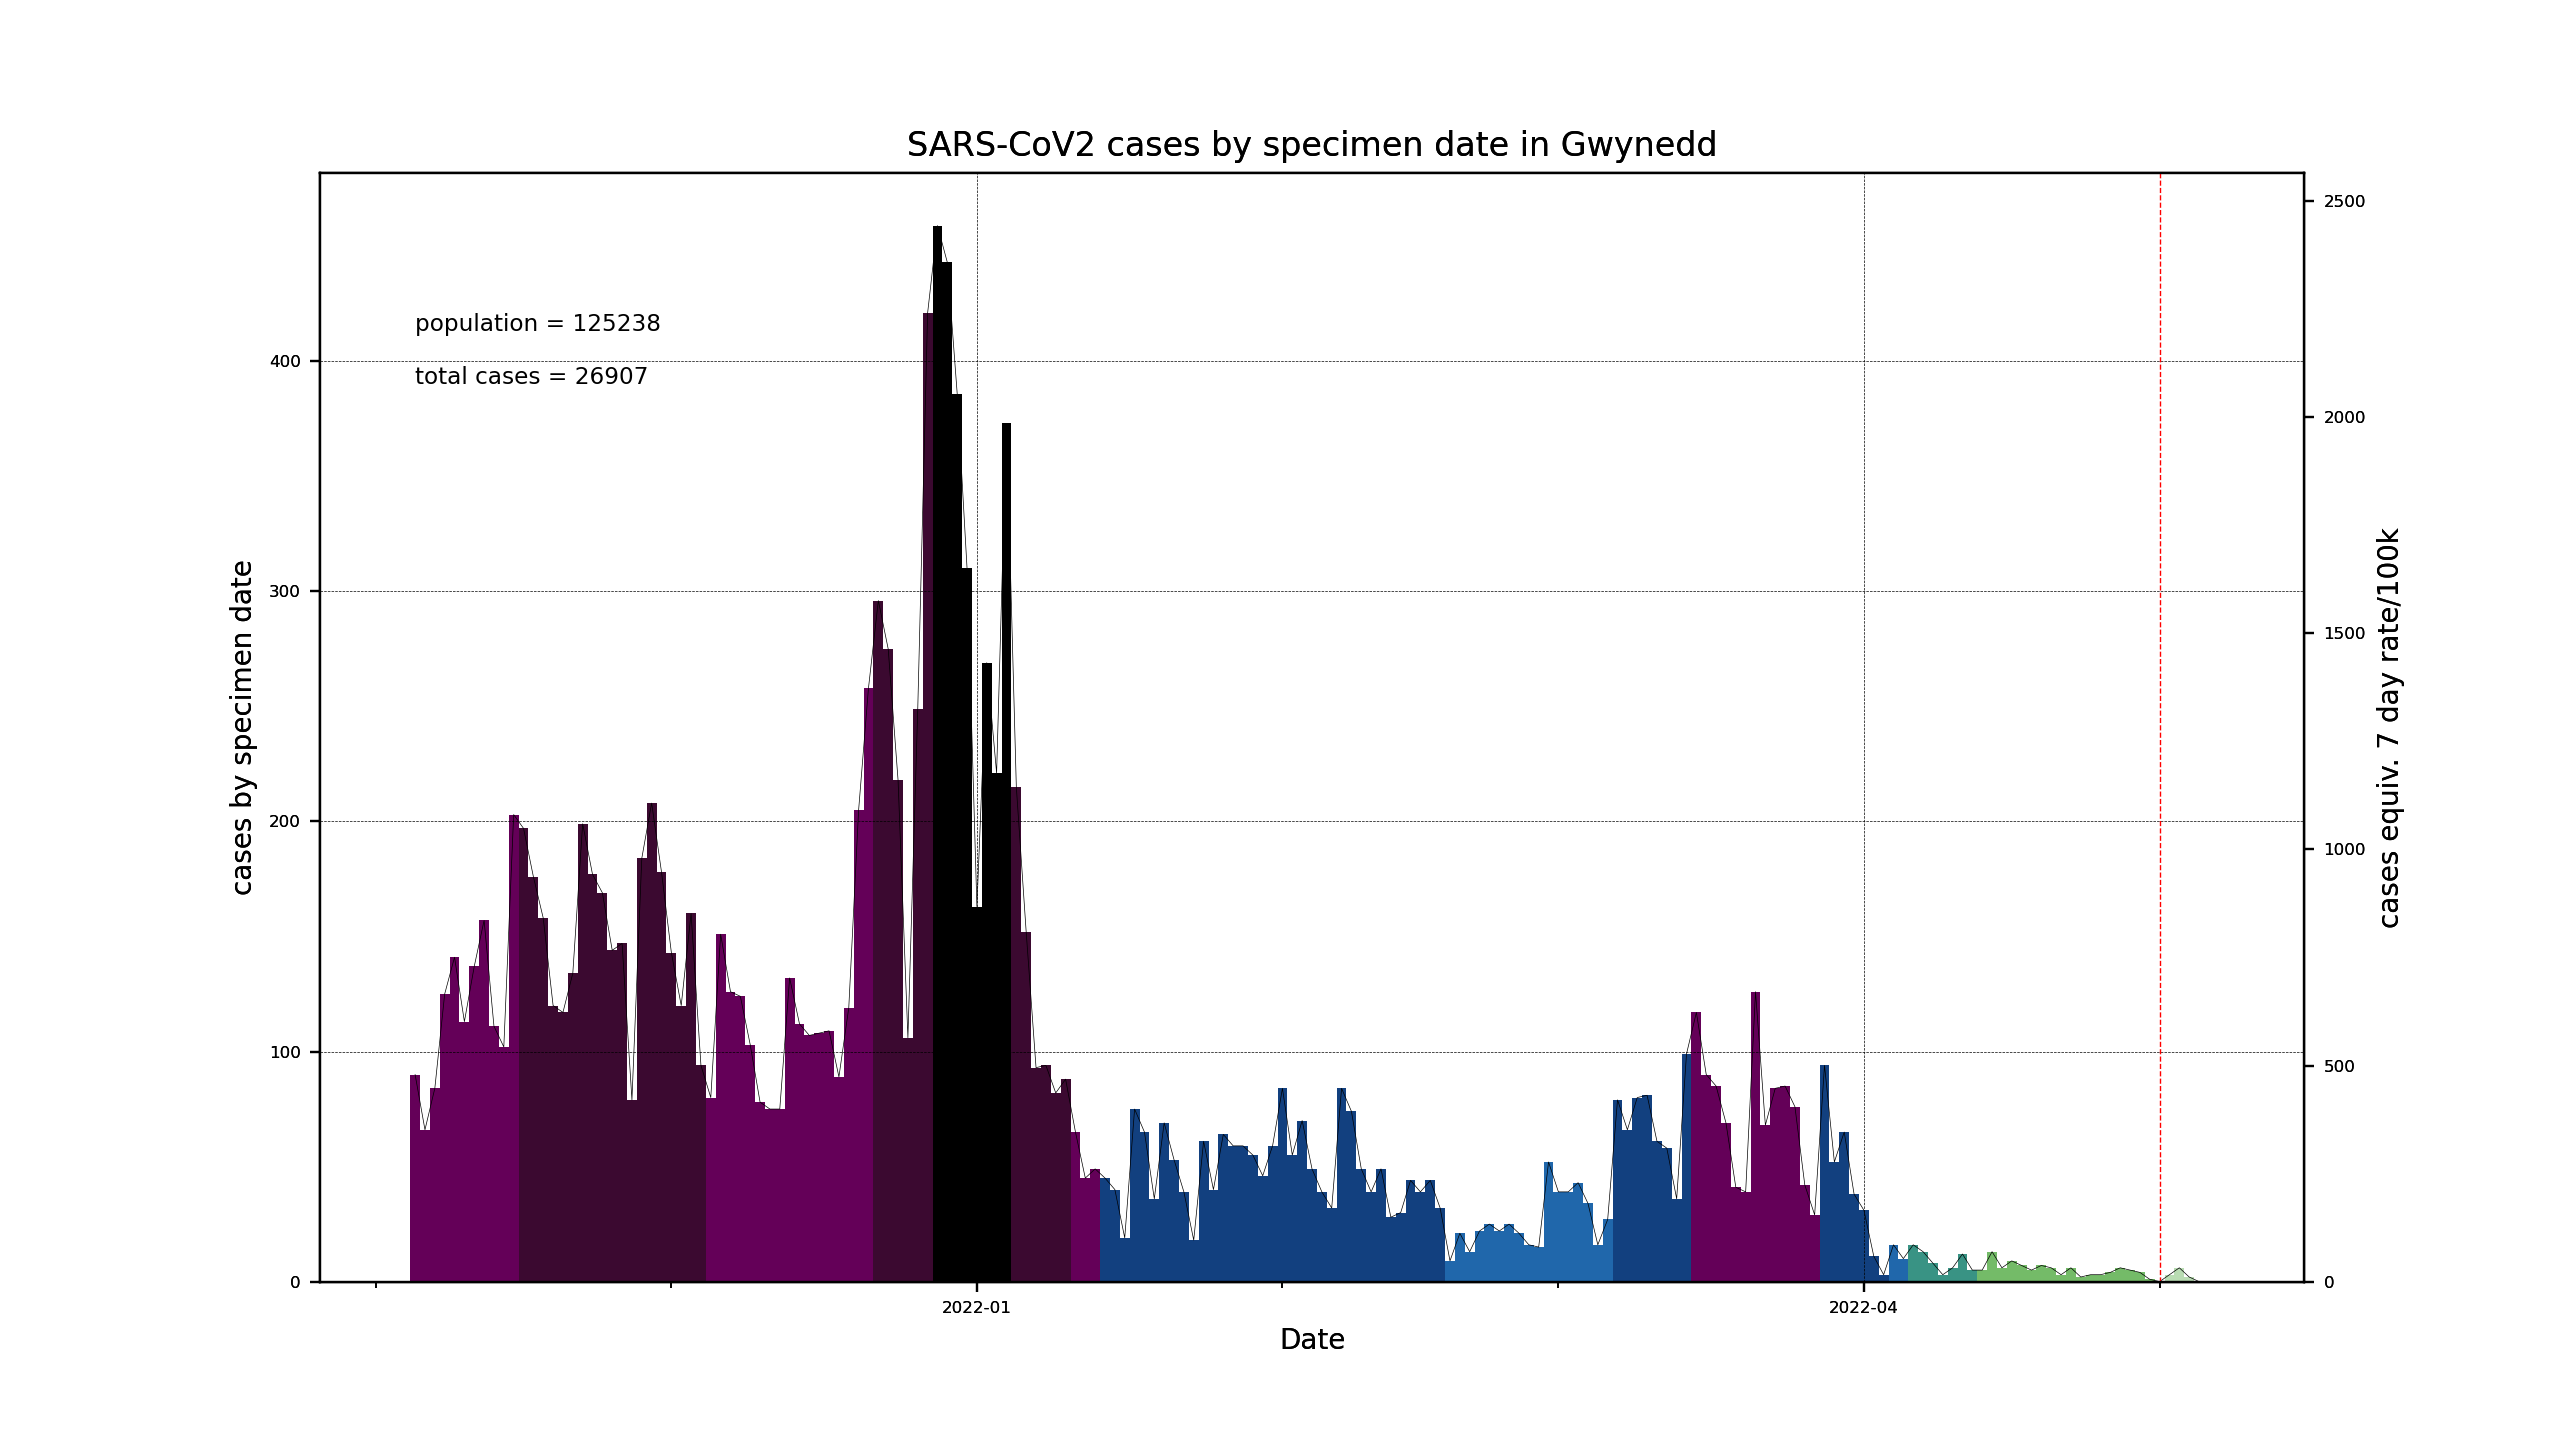 SARS-CoV2 cases by specimen date in Gwynedd
population = 125238
total cases = 26907
cases by specimen date
400
300
200
100
0
2500
2000
1500
1000
500
0
cases equiv. 7 day rate/100k
2022-01
2022-04
Date